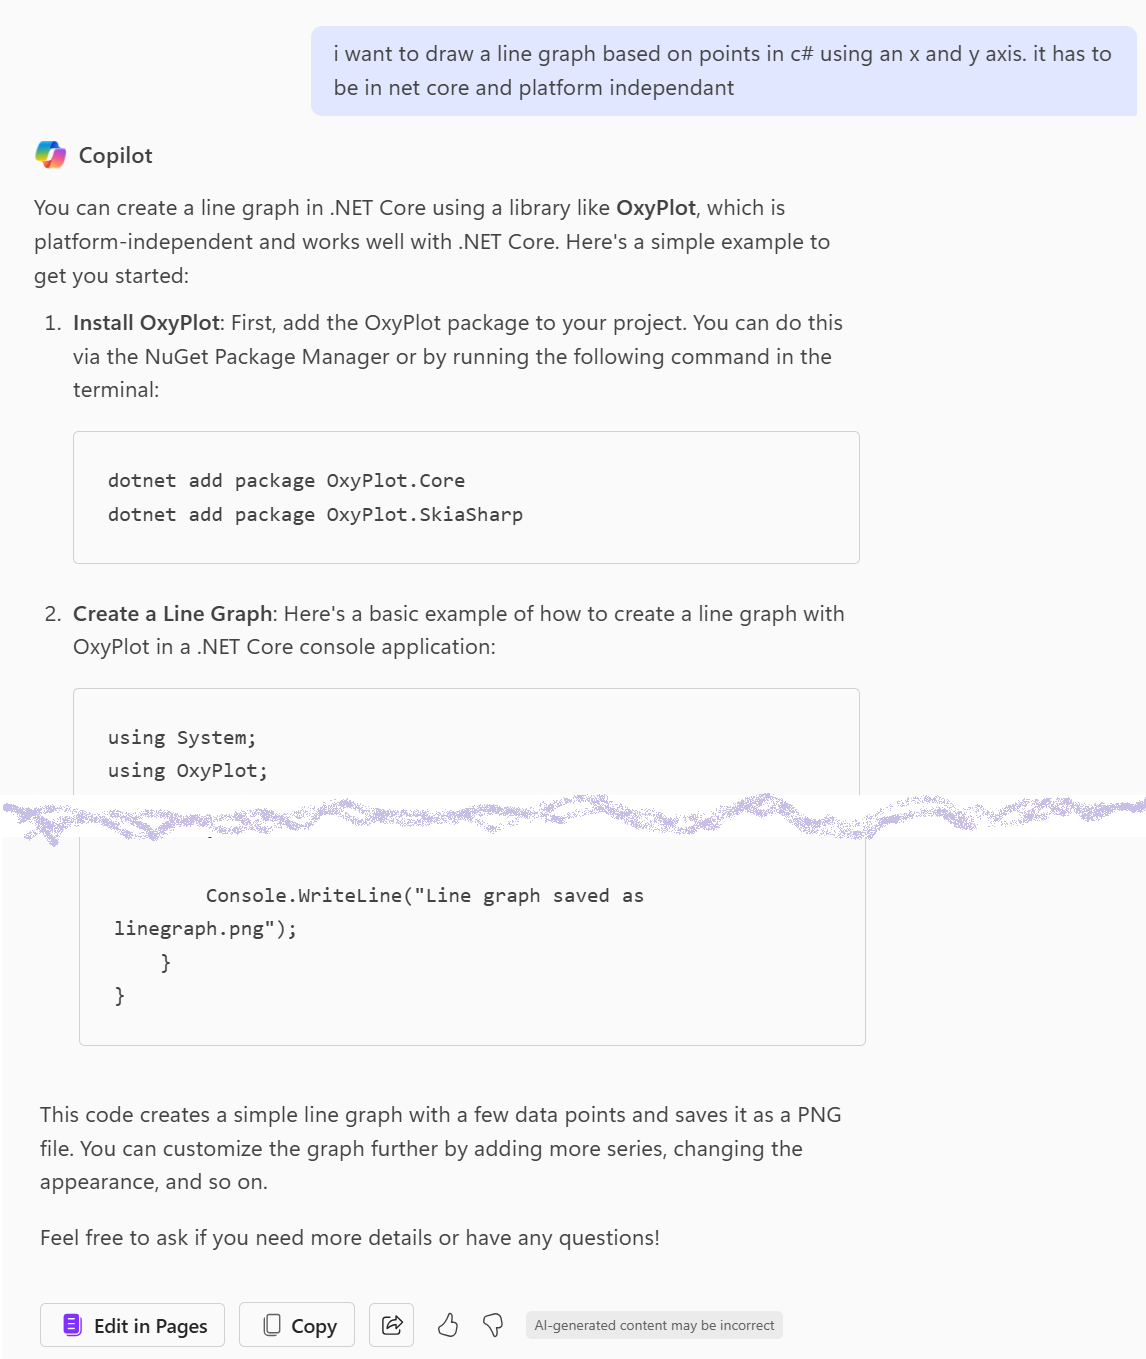 i want to draw a line graph based on points in c# using an x and y axis. it has to
be in net core and platform independant
Copilot
You can create a line graph in .NET Core using a library like OxyPlot, which is
platform-independent and works well with .NET Core. Here's a simple example to
get you started:
1. Install OxyPlot: First, add the OxyPlot package to your project. You can do this
via the NuGet Package Manager or by running the following command in the
terminal:
dotnet add package OxyPlot.Core
dotnet add package OxyPlot.SkiaSharp
2. Create a Line Graph: Here's a basic example of how to create a line graph with
OxyPlot in a .NET Core console application:
using System;
using OxyPlot;
Console.WriteLine("Line graph saved as
linegraph.png");
}
}
This code creates a simple line graph with a few data points and saves it as a PNG
file. You can customize the graph further by adding more series, changing the
appearance, and so on.
Feel free to ask if you need more details or have any questions!
Edit in Pages
Copy
AI-generated content may be incorrect